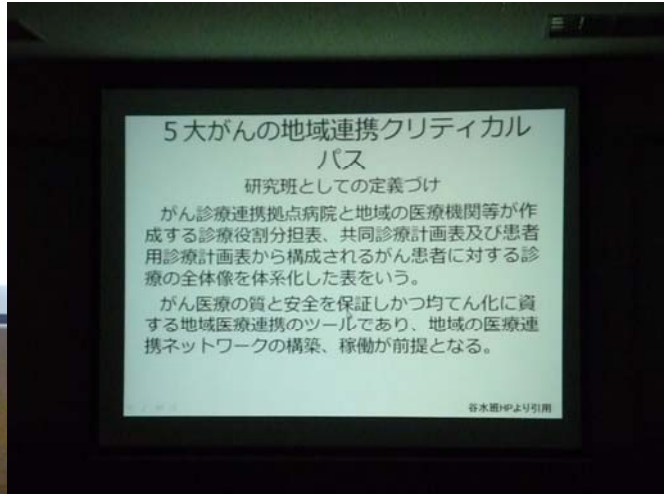 5大がんの地域連携クリティカル
パス
研究班としての定義づけ
がん診療連携拠点病院と地域の医療機関等が作
成する診療役割分担表、共同診療計画表及び患者
用診療計画表から構成されるがん患者に対する診
療の全体像を体系化した表をいう。
がん医療の質と安全を保証しかつ均てん化に資
する地域医療連携のツールであり、地域の医療連
携ネットワークの構築、稼働が前提となる。
谷水班HPより引用